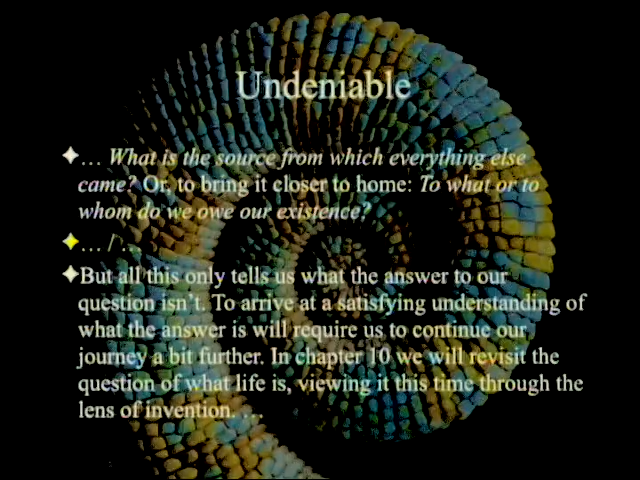 Undeniable
… What is the source from which everything else
came? Or, to bring it closer to home: To what or to
whom do we owe our existence?
… / …
But all this only tells us what the answer to our
question isn't. To arrive at a satisfying understanding of
what the answer is will require us to continue our
journey a bit further. In chapter 10 we will revisit the
question of what life is, viewing it this time through the
lens of invention. …